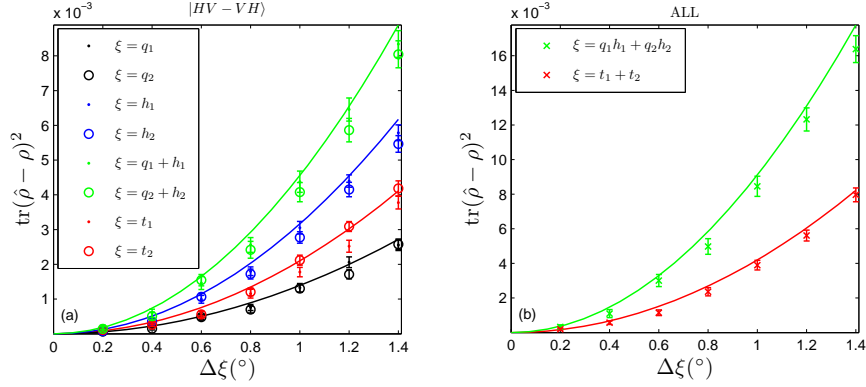 × 10⁻³
|HV − VH⟩
9
8
7
6
5
4
3
2
1
tr(ρ̂ − ρ)²
ξ = q₁
ξ = q₂
ξ = h₁
ξ = h₂
ξ = q₁ + h₁
ξ = q₂ + h₂
ξ = t₁
ξ = t₂
(a)
0 0.2 0.4 0.6 0.8 1 1.2 1.4
Δξ(°)
× 10⁻³
ALL
16
14
12
10
8
6
4
2
tr(ρ̂ − ρ)²
ξ = q₁h₁ + q₂h₂
ξ = t₁ + t₂
(b)
0 0.2 0.4 0.6 0.8 1 1.2 1.4
Δξ(°)